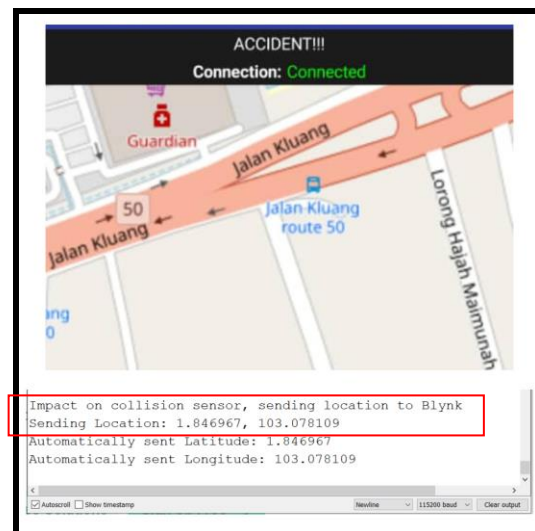 ACCIDENT!!!
Connection: Connected
Guardian
Jalan Kluang
50
Jalan Kluang
route 50
Jalan Kluang
Lorong Hajah Maimunah
ang
0
Impact on collision sensor, sending location to Blynk
Sending Location: 1.846967, 103.078109
Automatically sent Latitude: 1.846967
Automatically sent Longitude: 103.078109
Autoscroll Show timestamp Newline 115200 baud Clear output